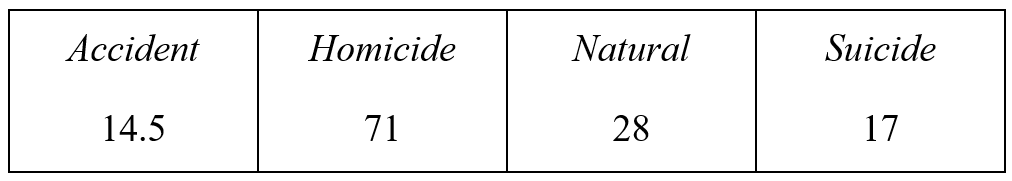 Accident Homicide Natural Suicide
14.5 71 28 17